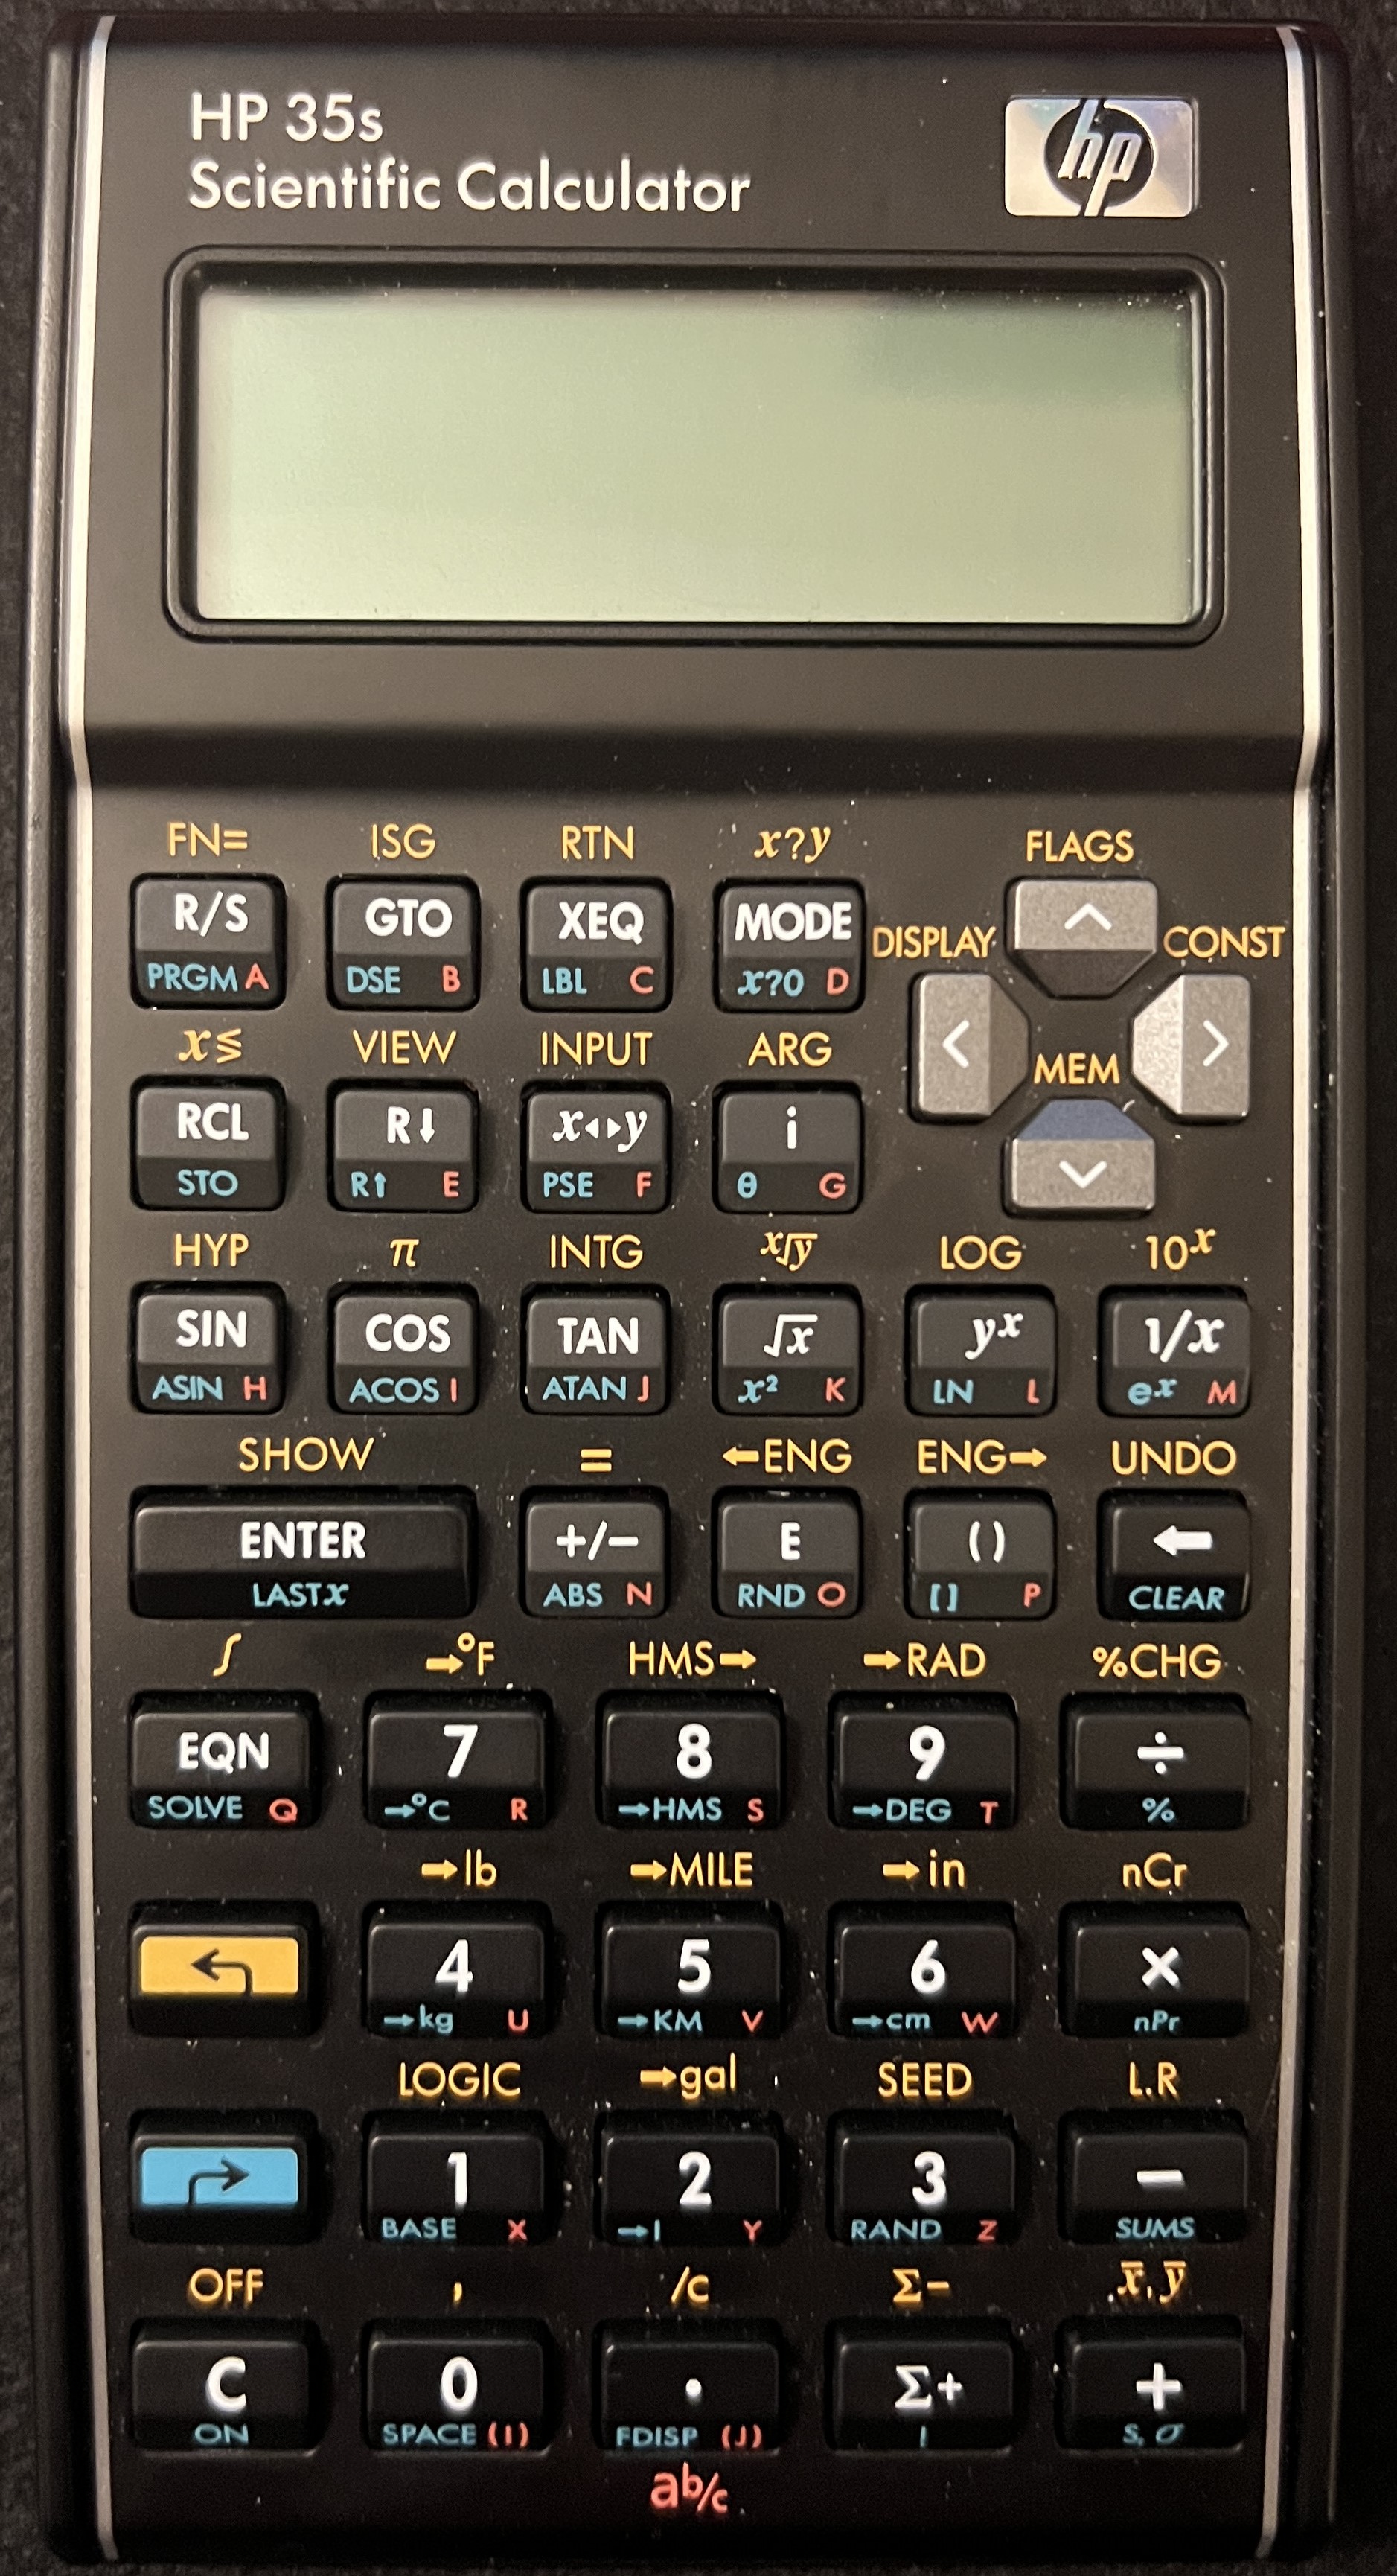 HP 35s
Scientific Calculator
hp
FN= ISG RTN x?y FLAGS
R/S GTO XEQ MODE
DISPLAY CONST
PRGM A DSE B LBL C x?0 D
x≶ VIEW INPUT ARG
MEM
RCL R↓ x◂▸y i
STO R↑ E PSE F θ G
HYP π INTG x√y LOG 10ˣ
SIN COS TAN √x yˣ 1/x
ASIN H ACOS I ATAN J x² K LN L eˣ M
SHOW = ←ENG ENG→ UNDO
ENTER +/− E () ←
LASTx ABS N RND O [] P CLEAR
∫ →°F HMS→ →RAD %CHG
EQN 7 8 9 ÷
SOLVE Q →°C R →HMS S →DEG T %
→lb →MILE →in nCr
4 5 6 ×
→kg U →KM V →cm W nPr
LOGIC →gal SEED L.R
1 2 3 −
BASE X →l Y RAND Z SUMS
OFF , /c Σ− x̄,ȳ
C 0 . Σ+ +
ON SPACE (I) FDISP (J) ! S,σ
ab/c